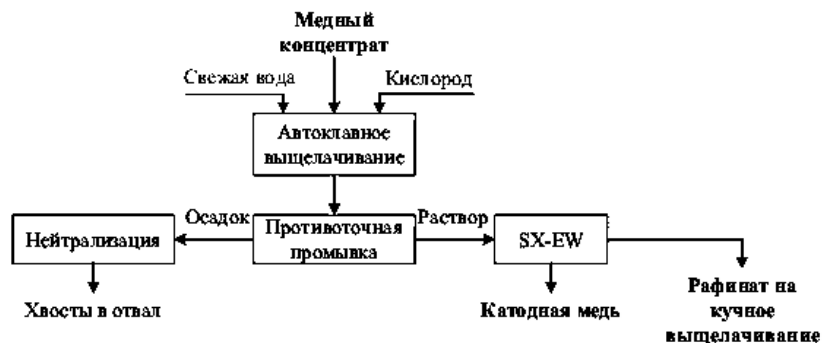 Медный
концентрат
Свежая вода
Кислород
Автоклавное
выщелачивание
Осадок
Раствор
Нейтрализация
Противоточная
промывка
SX-EW
Хвосты в отвал
Катодная медь
Рафинат на
кучное
выщелачивание